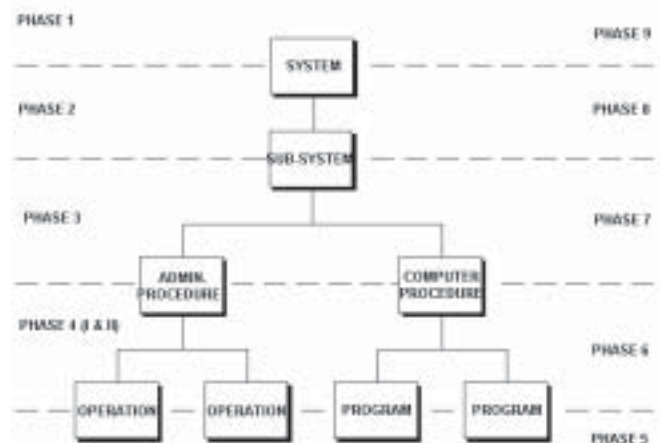 PHASE 1
PHASE 9
SYSTEM
PHASE 2
PHASE 8
SUB-SYSTEM
PHASE 3
PHASE 7
ADMIN.
PROCEDURE
COMPUTER
PROCEDURE
PHASE 4 (I & II)
PHASE 6
OPERATION
OPERATION
PROGRAM
PROGRAM
PHASE 5